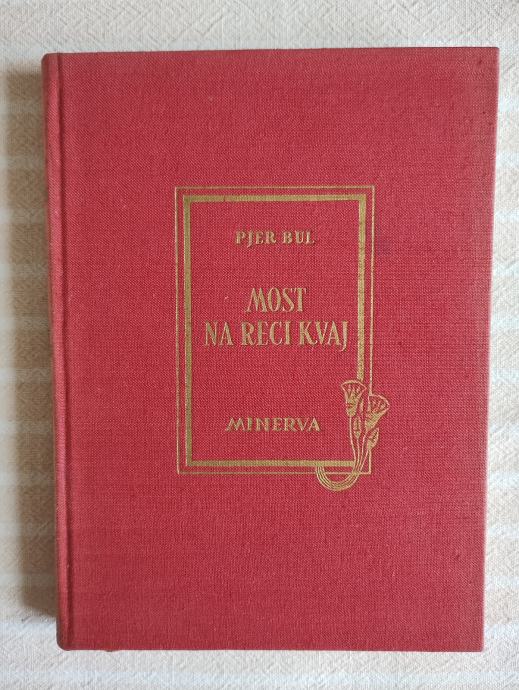 PJER BUL
MOST
NA RECI KVAJ
MINERVA